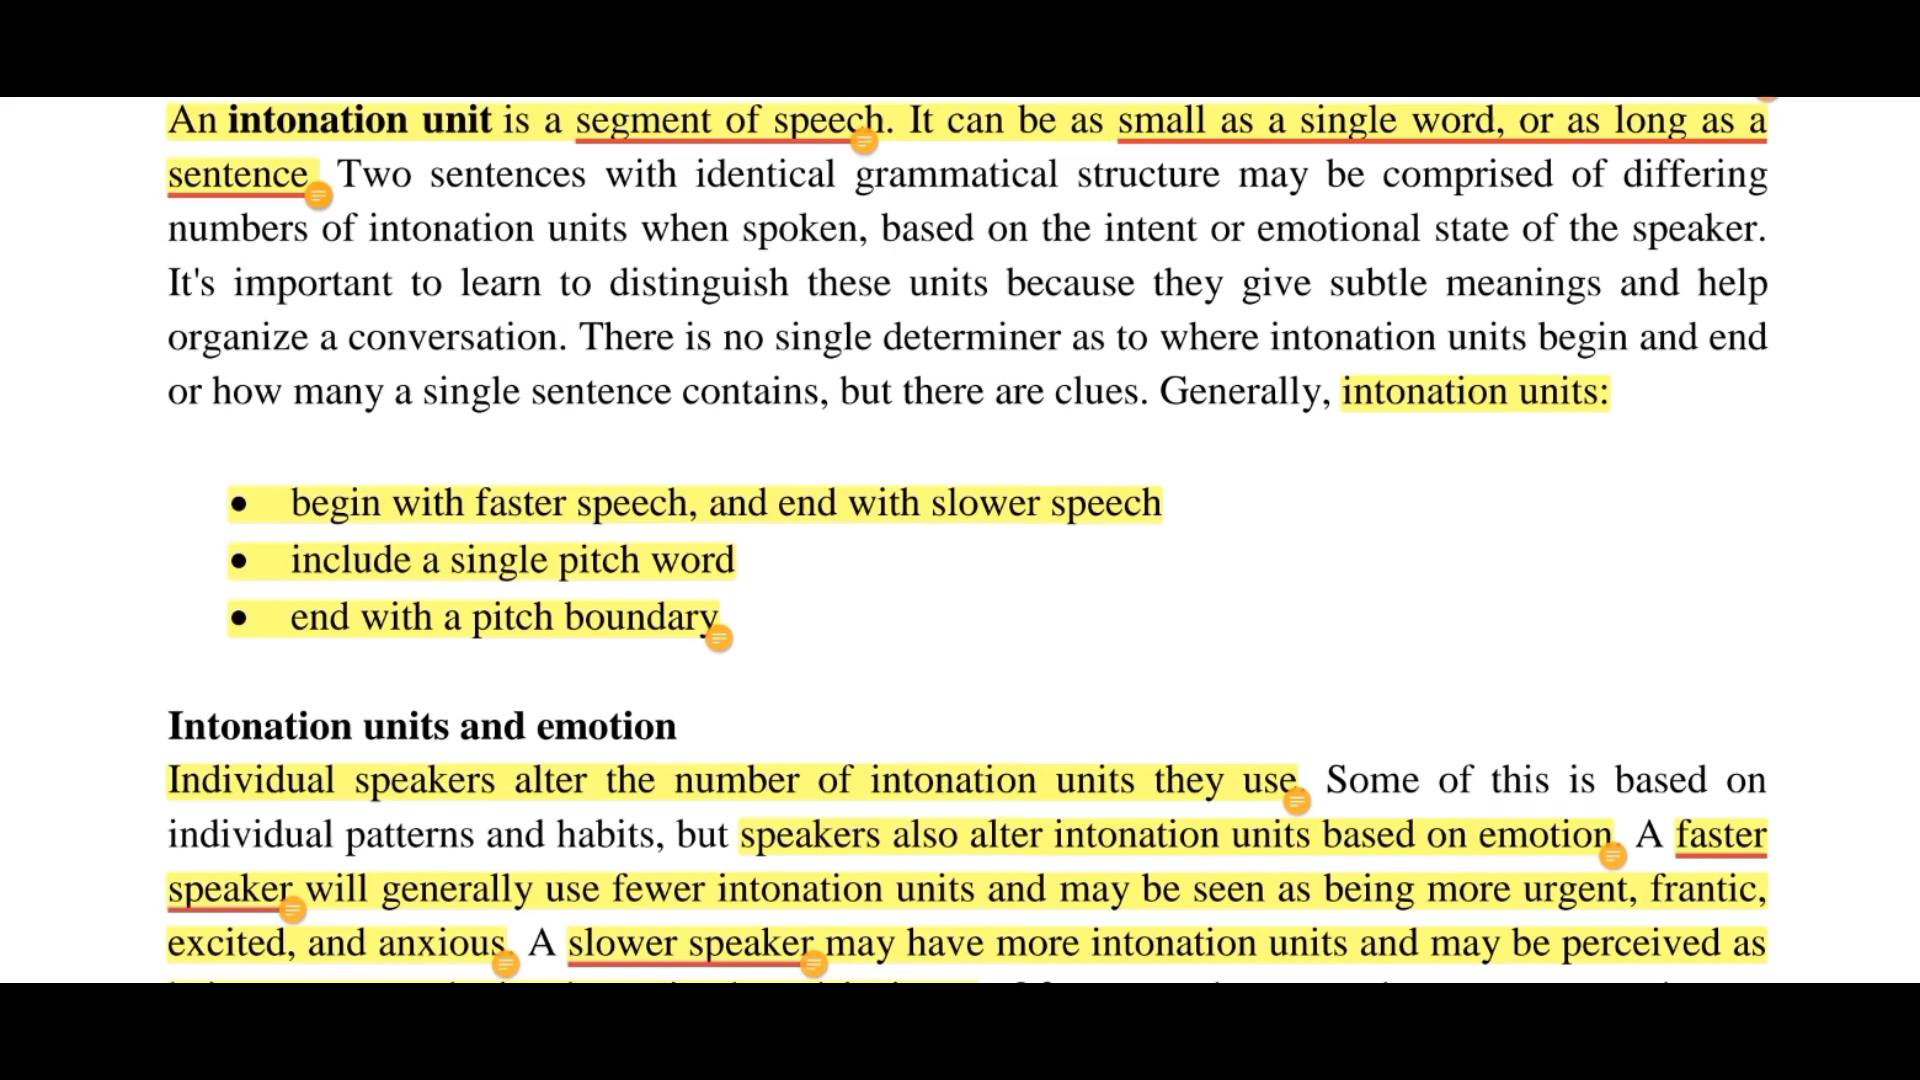 An intonation unit is a segment of speech. It can be as small as a single word, or as long as a
sentence. Two sentences with identical grammatical structure may be comprised of differing
numbers of intonation units when spoken, based on the intent or emotional state of the speaker.
It's important to learn to distinguish these units because they give subtle meanings and help
organize a conversation. There is no single determiner as to where intonation units begin and end
or how many a single sentence contains, but there are clues. Generally, intonation units:
• begin with faster speech, and end with slower speech
• include a single pitch word
• end with a pitch boundary
Intonation units and emotion
Individual speakers alter the number of intonation units they use. Some of this is based on
individual patterns and habits, but speakers also alter intonation units based on emotion. A faster
speaker will generally use fewer intonation units and may be seen as being more urgent, frantic,
excited, and anxious. A slower speaker may have more intonation units and may be perceived as